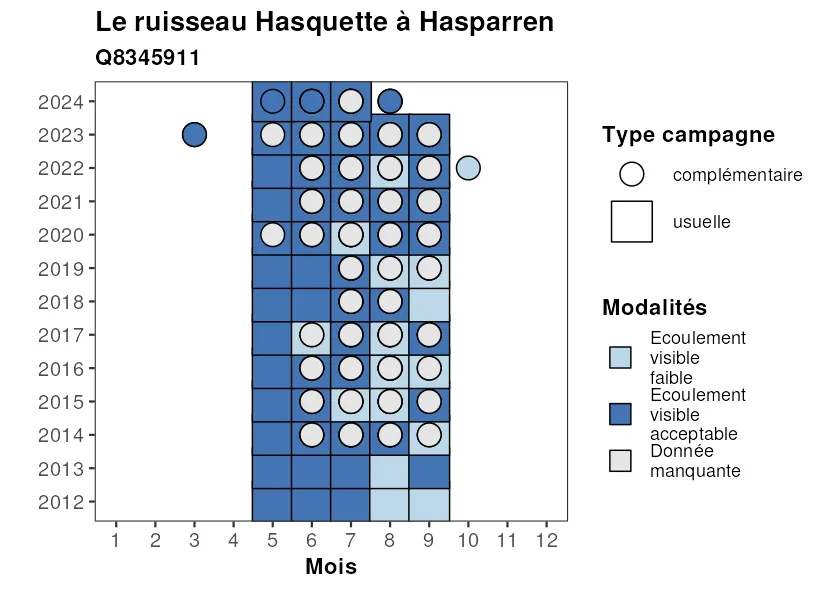 Le ruisseau Hasquette à Hasparren
Q8345911
2024
2023
2022
2021
2020
2019
2018
2017
2016
2015
2014
2013
2012
1 2 3 4 5 6 7 8 9 10 11 12
Mois
Type campagne
complémentaire
usuelle
Modalités
Ecoulement
visible
faible
Ecoulement
visible
acceptable
Donnée
manquante